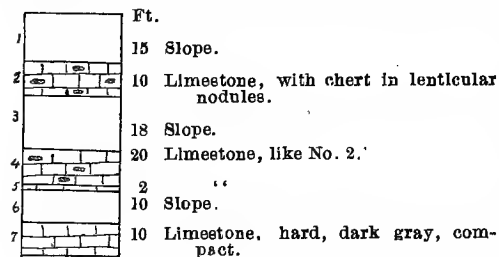 Ft.
1
15 Slope.
2 10 Limestone, with chert in lenticular
nodules.
3
18 Slope.
4 20 Limestone, like No. 2.
5 2 “
6 10 Slope.
7 10 Limestone, hard, dark gray, com-
pact.